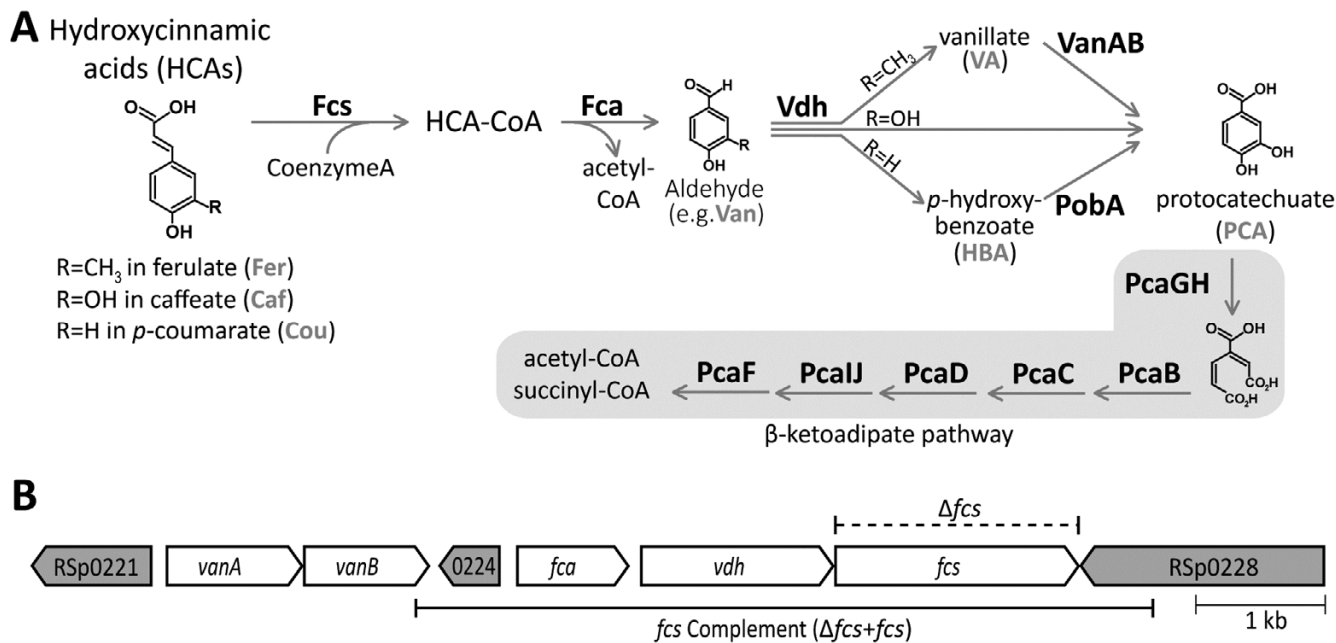 A
Hydroxycinnamic
acids (HCAs)
OH
O
R
OH
R=CH₃ in ferulate (Fer)
R=OH in caffeate (Caf)
R=H in p-coumarate (Cou)
Fcs
CoenzymeA
HCA-CoA
Fca
acetyl-
CoA
O
H
R
OH
Aldehyde
(e.g.Van)
Vdh
R=CH₃
R=OH
R=H
vanillate
(VA)
VanAB
p-hydroxy-
benzoate
(HBA)
PobA
O
OH
OH
OH
protocatechuate
(PCA)
PcaGH
O
OH
CO₂H
CO₂H
PcaB
PcaC
PcaD
PcaIJ
PcaF
acetyl-CoA
succinyl-CoA
β-ketoadipate pathway
B
Δfcs
RSp0221 vanA vanB 0224 fca vdh fcs RSp0228
fcs Complement (Δfcs+fcs)
1 kb